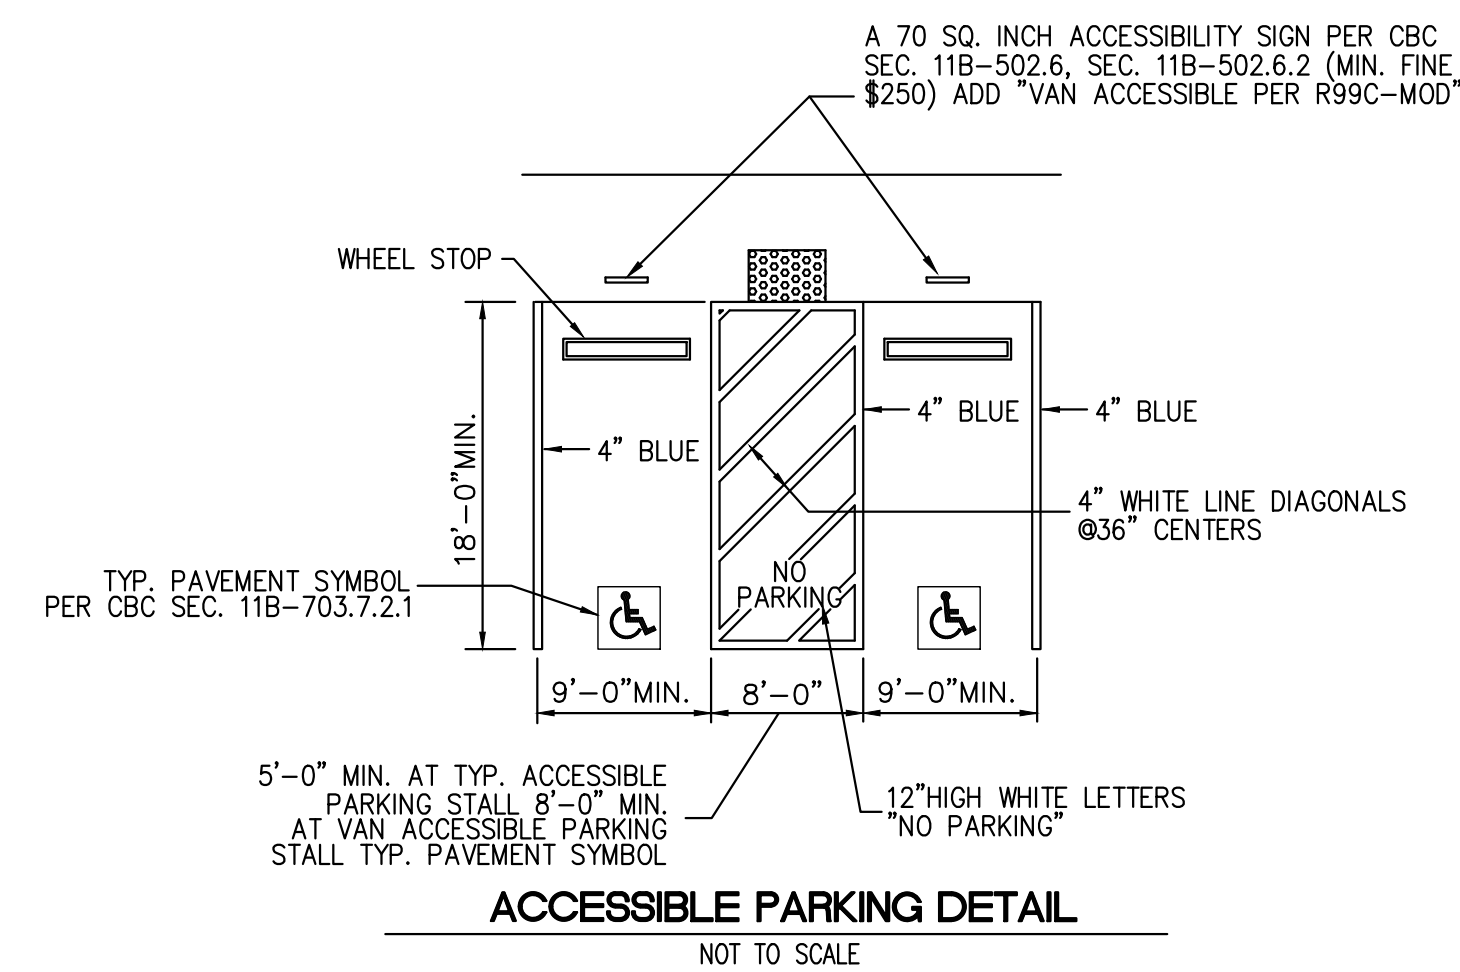 A 70 SQ. INCH ACCESSIBILITY SIGN PER CBC
SEC. 11B-502.6, SEC. 11B-502.6.2 (MIN. FINE
$250) ADD "VAN ACCESSIBLE PER R99C-MOD"
WHEEL STOP
4" BLUE
4" BLUE
4" BLUE
18'-0"MIN.
4" WHITE LINE DIAGONALS
@36" CENTERS
NO
PARKING
TYP. PAVEMENT SYMBOL
PER CBC SEC. 11B-703.7.2.1
9'-0"MIN.
8'-0"
9'-0"MIN.
5'-0" MIN. AT TYP. ACCESSIBLE
PARKING STALL 8'-0" MIN.
AT VAN ACCESSIBLE PARKING
STALL TYP. PAVEMENT SYMBOL
12"HIGH WHITE LETTERS
"NO PARKING"
ACCESSIBLE PARKING DETAIL
NOT TO SCALE